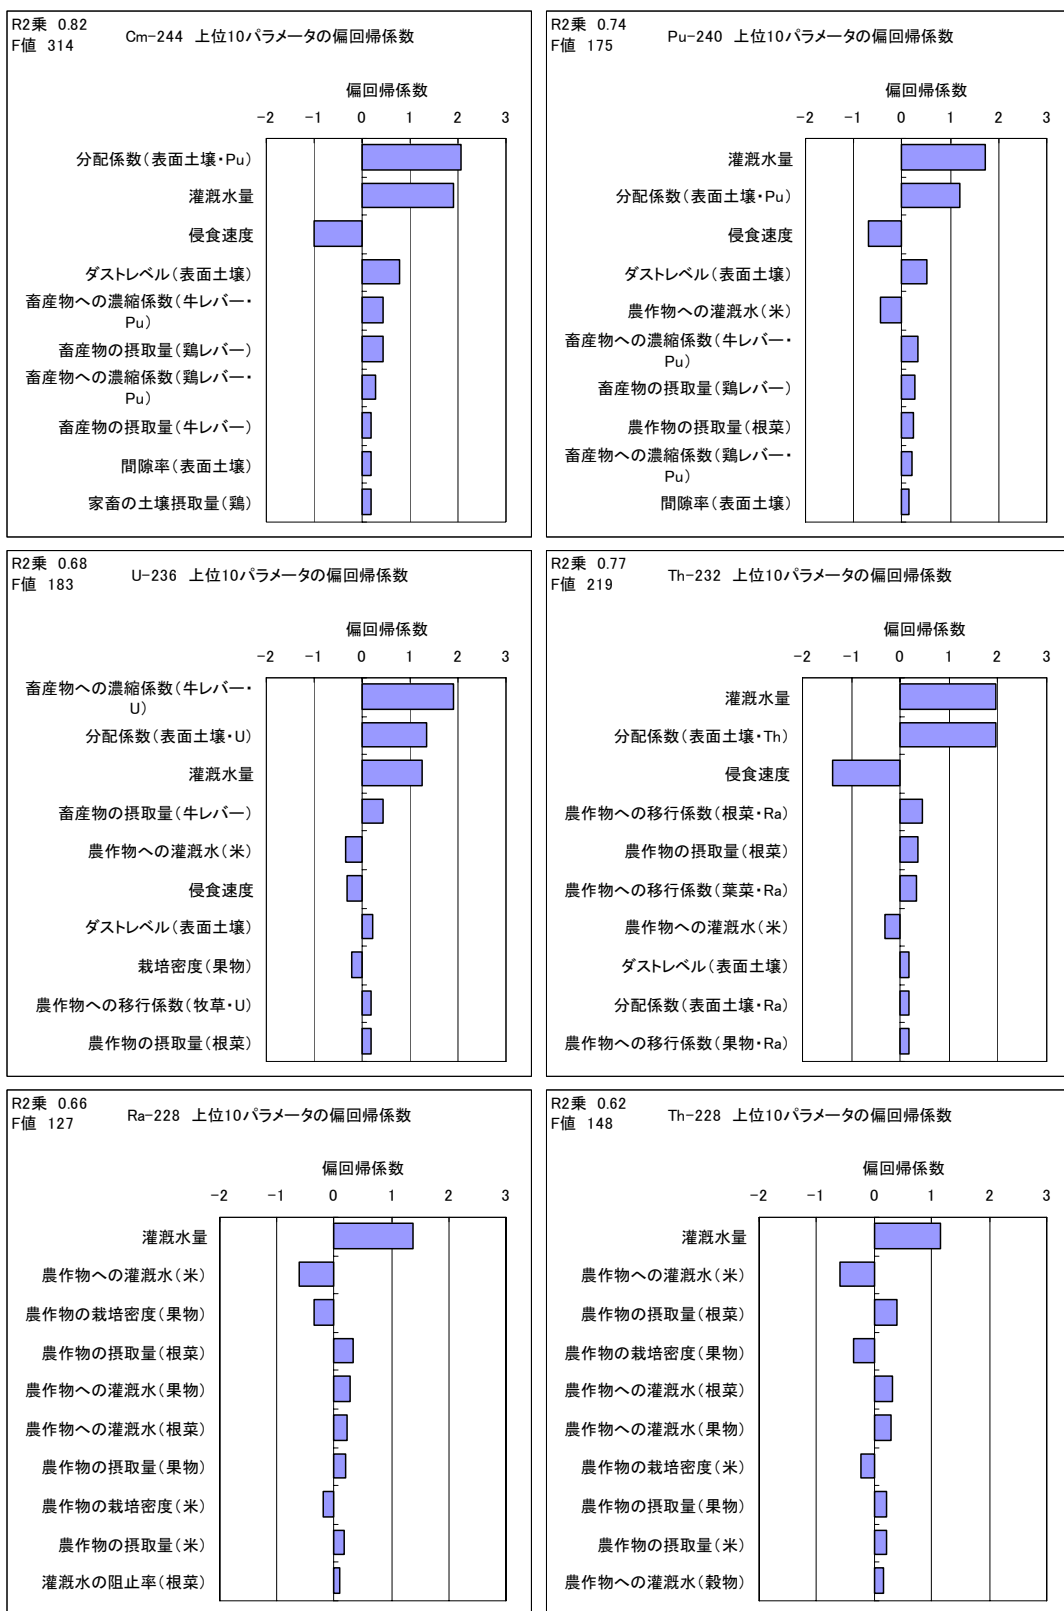 R2乗 0.82
F値 314
Cm-244 上位10パラメータの偏回帰係数
偏回帰係数
-2 -1 0 1 2 3
分配係数(表面土壌・Pu)
灌漑水量
侵食速度
ダストレベル(表面土壌)
畜産物への濃縮係数(牛レバー・
Pu)
畜産物の摂取量(鶏レバー)
畜産物への濃縮係数(鶏レバー・
Pu)
畜産物の摂取量(牛レバー)
間隙率(表面土壌)
家畜の土壌摂取量(鶏)
R2乗 0.74
F値 175
Pu-240 上位10パラメータの偏回帰係数
偏回帰係数
-2 -1 0 1 2 3
灌漑水量
分配係数(表面土壌・Pu)
侵食速度
ダストレベル(表面土壌)
農作物への灌漑水(米)
畜産物への濃縮係数(牛レバー・
Pu)
畜産物の摂取量(鶏レバー)
農作物の摂取量(根菜)
畜産物への濃縮係数(鶏レバー・
Pu)
間隙率(表面土壌)
R2乗 0.68
F値 183
U-236 上位10パラメータの偏回帰係数
偏回帰係数
-2 -1 0 1 2 3
畜産物への濃縮係数(牛レバー・
U)
分配係数(表面土壌・U)
灌漑水量
畜産物の摂取量(牛レバー)
農作物への灌漑水(米)
侵食速度
ダストレベル(表面土壌)
栽培密度(果物)
農作物への移行係数(牧草・U)
農作物の摂取量(根菜)
R2乗 0.77
F値 219
Th-232 上位10パラメータの偏回帰係数
偏回帰係数
-2 -1 0 1 2 3
灌漑水量
分配係数(表面土壌・Th)
侵食速度
農作物への移行係数(根菜・Ra)
農作物の摂取量(根菜)
農作物への移行係数(葉菜・Ra)
農作物への灌漑水(米)
ダストレベル(表面土壌)
分配係数(表面土壌・Ra)
農作物への移行係数(果物・Ra)
R2乗 0.66
F値 127
Ra-228 上位10パラメータの偏回帰係数
偏回帰係数
-2 -1 0 1 2 3
灌漑水量
農作物への灌漑水(米)
農作物の栽培密度(果物)
農作物の摂取量(根菜)
農作物への灌漑水(果物)
農作物への灌漑水(根菜)
農作物の摂取量(果物)
農作物の栽培密度(米)
農作物の摂取量(米)
灌漑水の阻止率(根菜)
R2乗 0.62
F値 148
Th-228 上位10パラメータの偏回帰係数
偏回帰係数
-2 -1 0 1 2 3
灌漑水量
農作物への灌漑水(米)
農作物の摂取量(根菜)
農作物の栽培密度(果物)
農作物への灌漑水(根菜)
農作物への灌漑水(果物)
農作物の栽培密度(米)
農作物の摂取量(果物)
農作物の摂取量(米)
農作物への灌漑水(穀物)